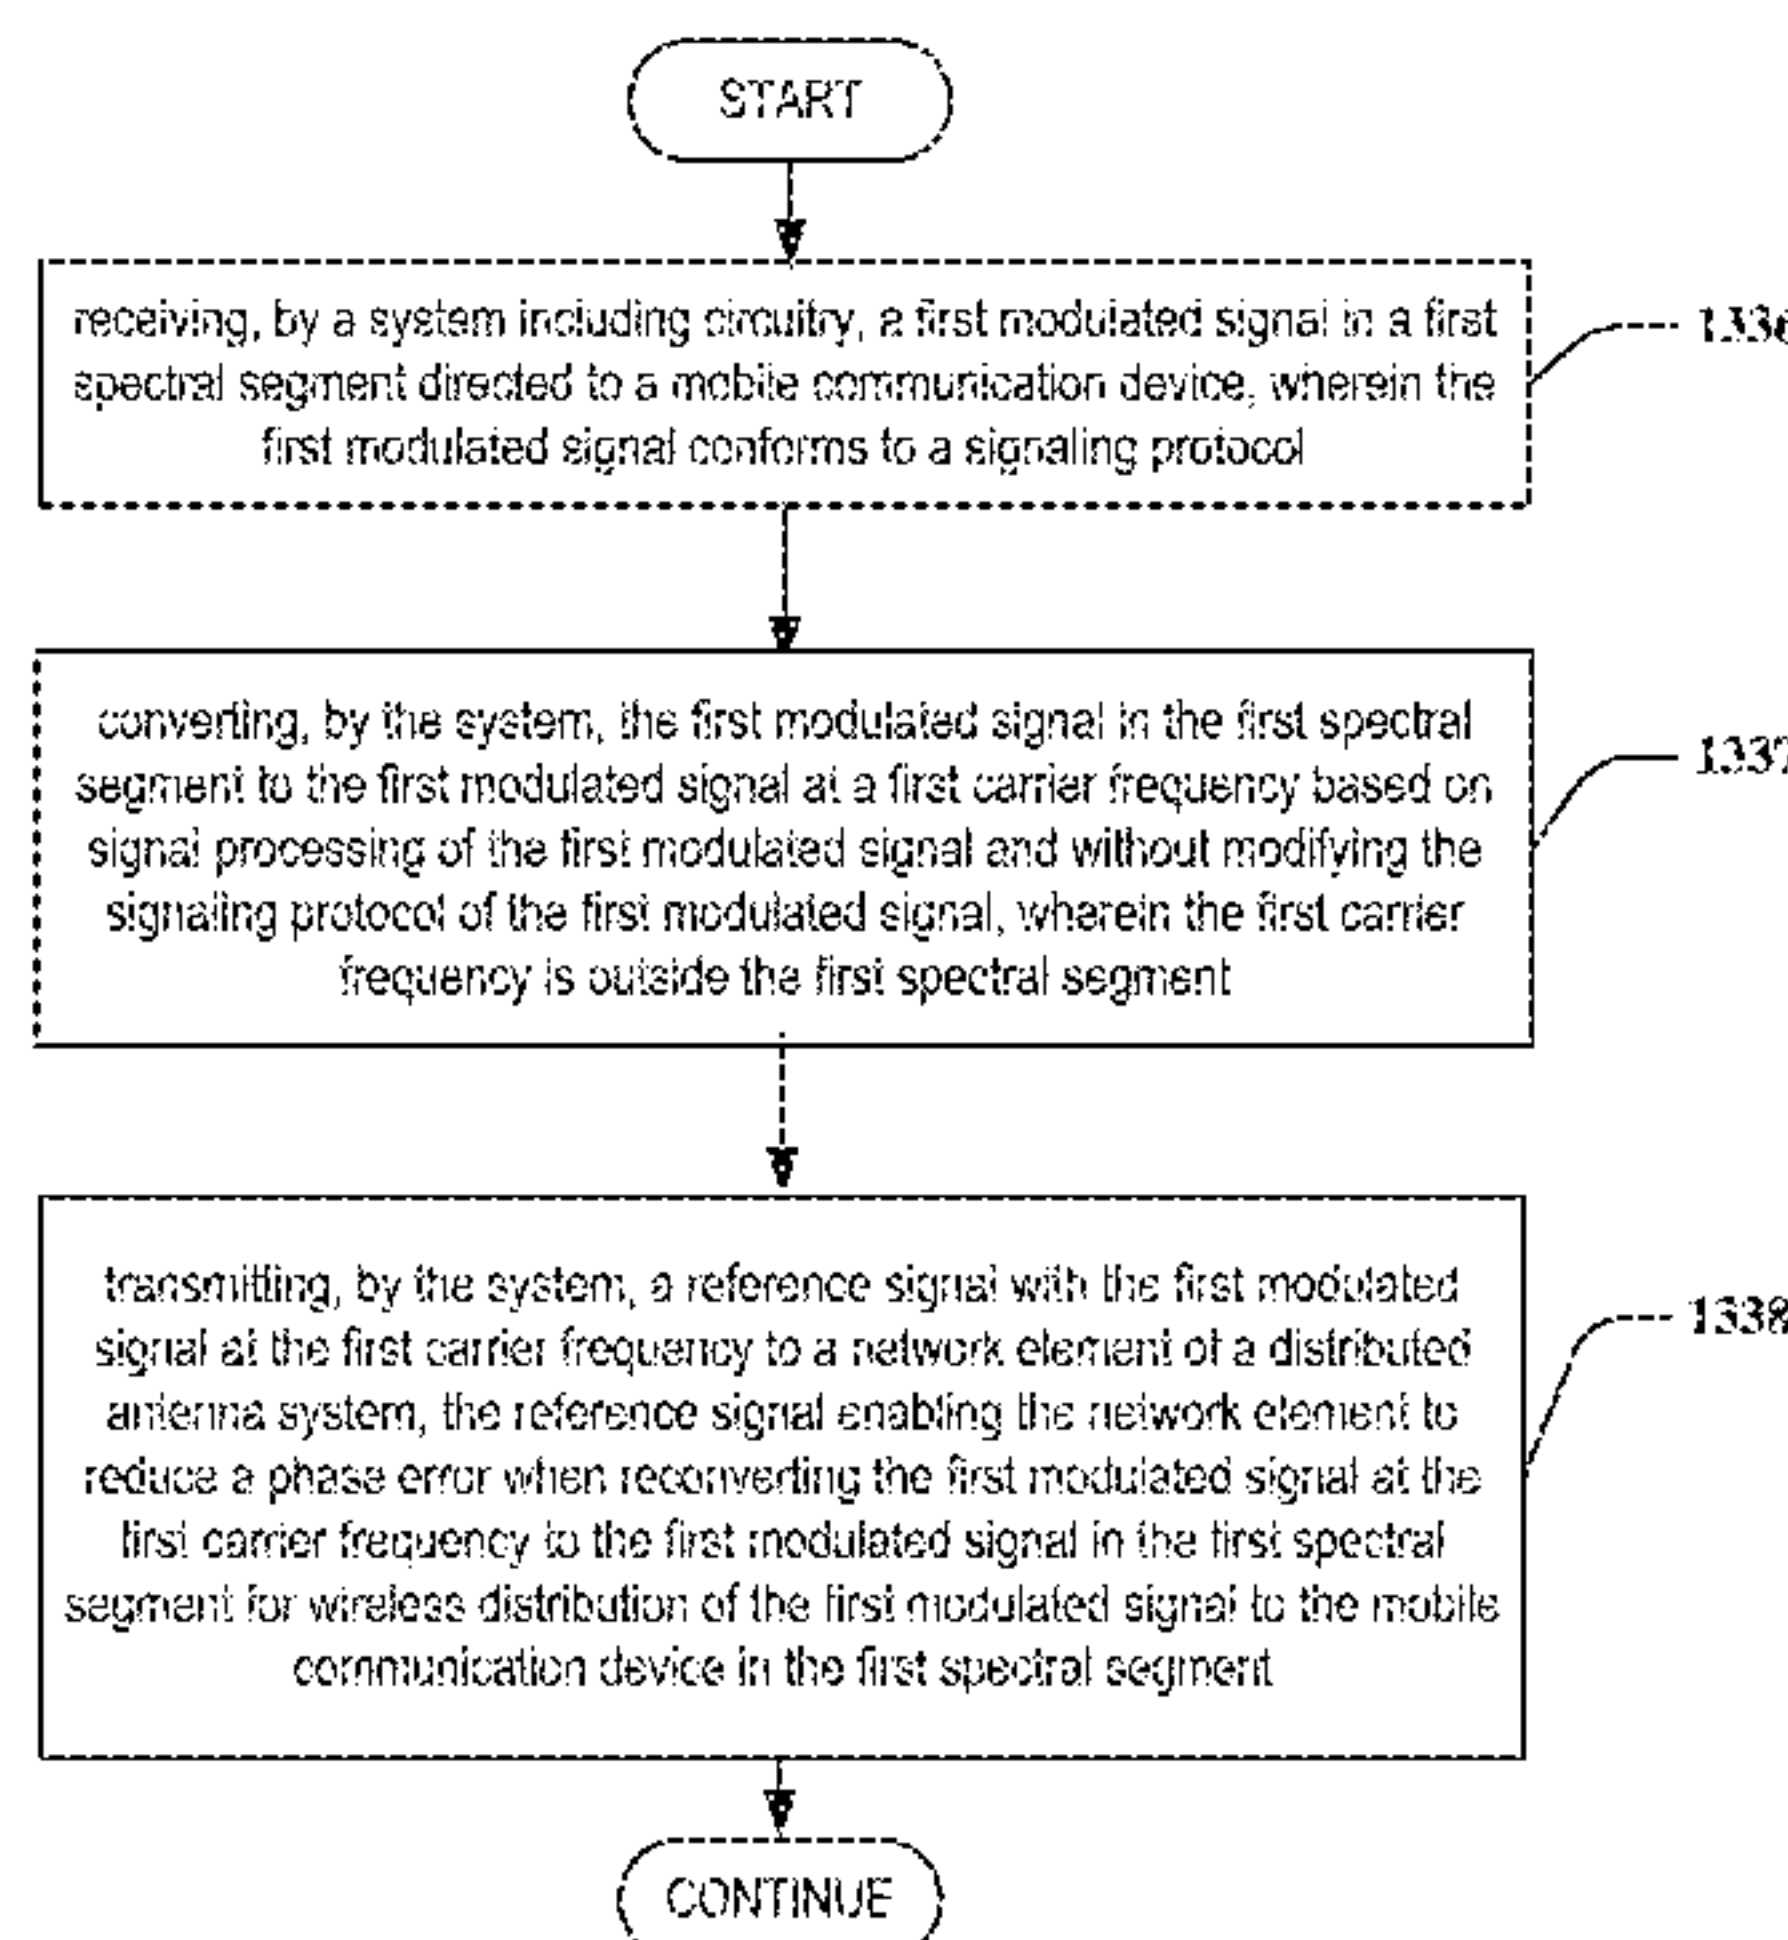 START
receiving, by a system including circuitry, a first modulated signal in a first
spectral segment directed to a mobile communication device, wherein the
first modulated signal conforms to a signaling protocol
1336
converting, by the system, the first modulated signal in the first spectral
segment to the first modulated signal at a first carrier frequency based on
signal processing of the first modulated signal and without modifying the
signaling protocol of the first modulated signal, wherein the first carrier
frequency is outside the first spectral segment
1337
transmitting, by the system, a reference signal with the first modulated
signal at the first carrier frequency to a network element of a distributed
antenna system, the reference signal enabling the network element to
reduce a phase error when reconverting the first modulated signal at the
first carrier frequency to the first modulated signal in the first spectral
segment for wireless distribution of the first modulated signal to the mobile
communication device in the first spectral segment
1338
CONTINUE